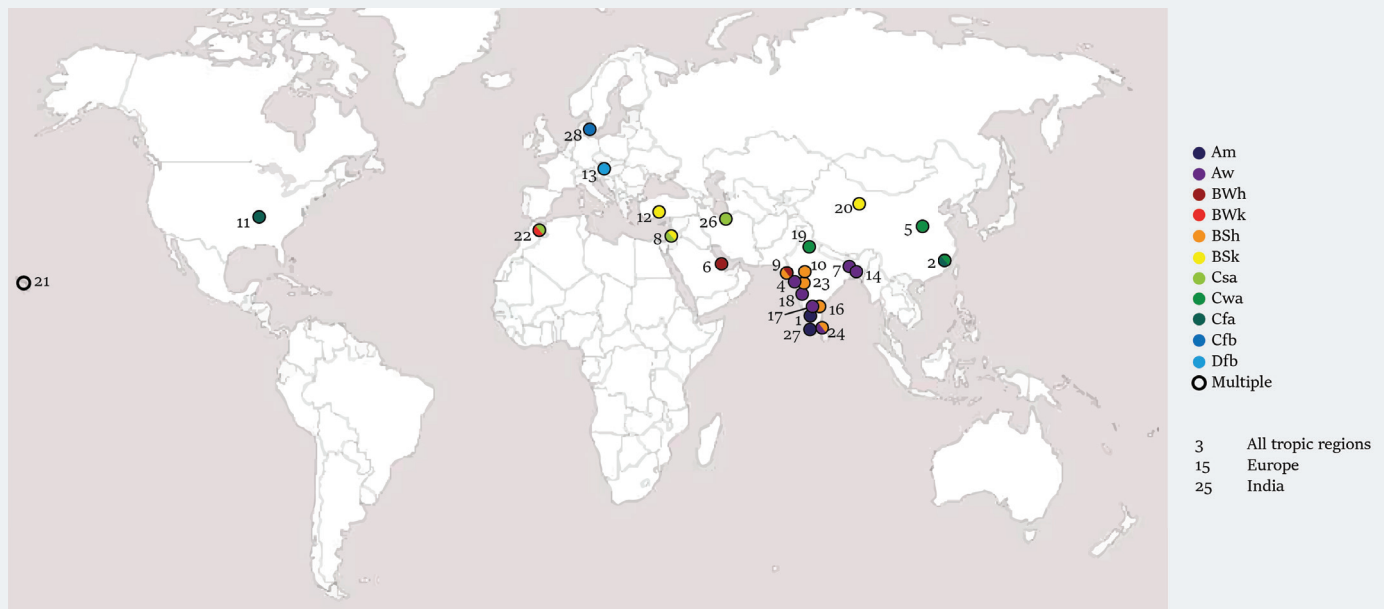 28
13
11
12
26
20
22
8
19
5
6
9
10
7
14
2
21
4
23
18
17
16
1
27
24
Am
Aw
BWh
BWk
BSh
BSk
Csa
Cwa
Cfa
Cfb
Dfb
Multiple
3 All tropic regions
15 Europe
25 India